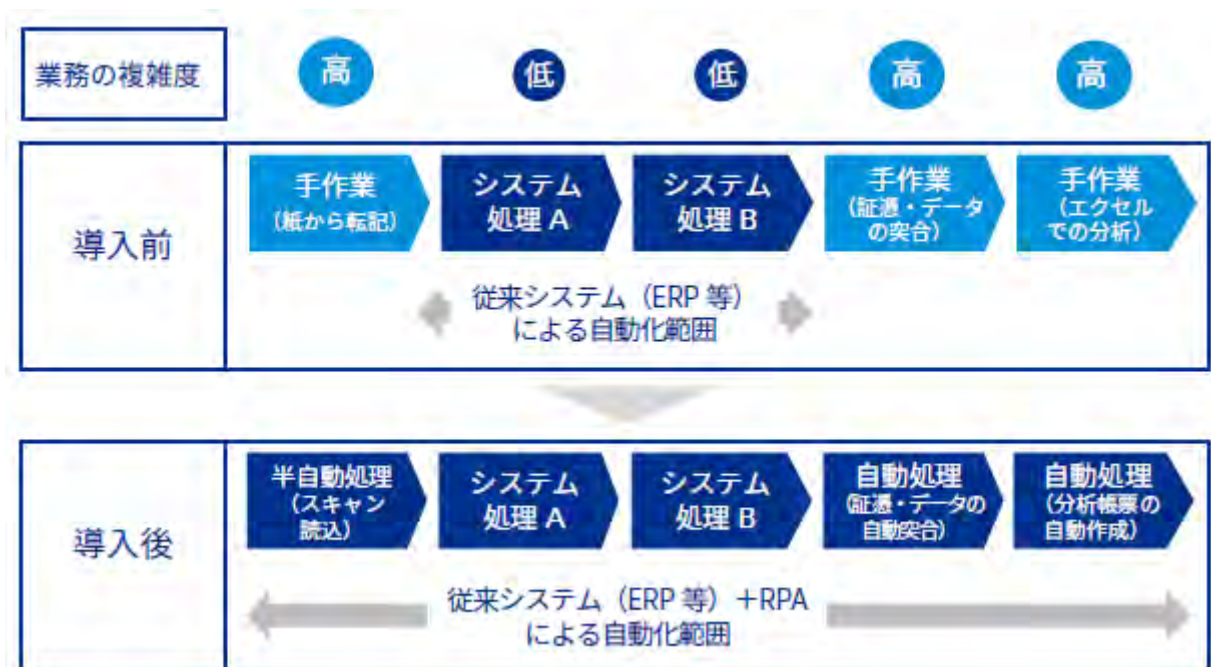 業務の複雑度
高
低
低
高
高
導入前
手作業
（紙から転記）
システム
処理 A
システム
処理 B
手作業
（証憑・データ
の突合）
手作業
（エクセル
での分析）
従来システム（ERP 等）
による自動化範囲
導入後
半自動処理
（スキャン
読込）
システム
処理 A
システム
処理 B
自動処理
（証憑・データの
自動突合）
自動処理
（分析帳票の
自動作成）
従来システム（ERP 等）＋RPA
による自動化範囲